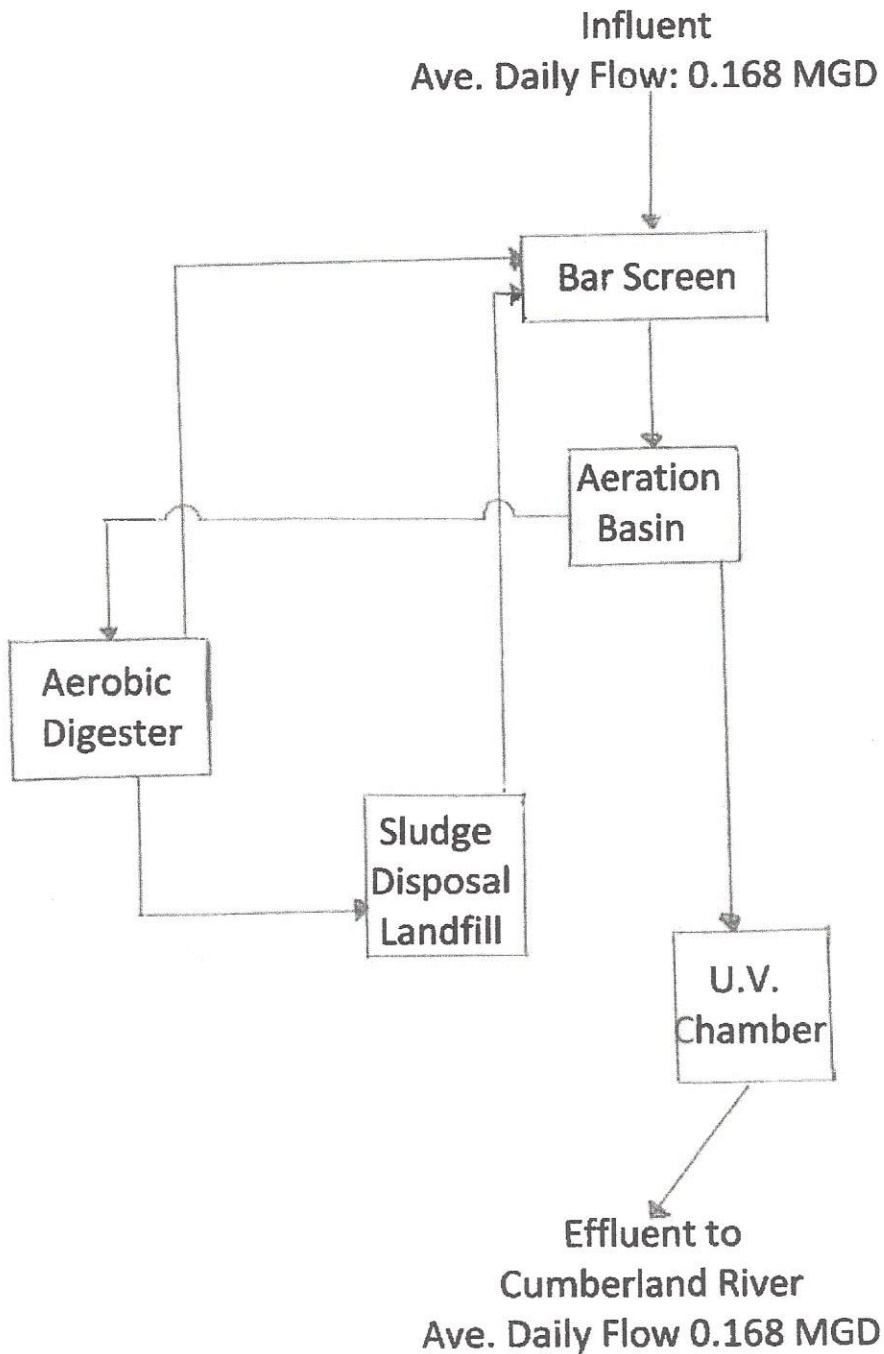 Influent
Ave. Daily Flow: 0.168 MGD
Bar Screen
Aeration
Basin
Aerobic
Digester
Sludge
Disposal
Landfill
U.V.
Chamber
Effluent to
Cumberland River
Ave. Daily Flow 0.168 MGD